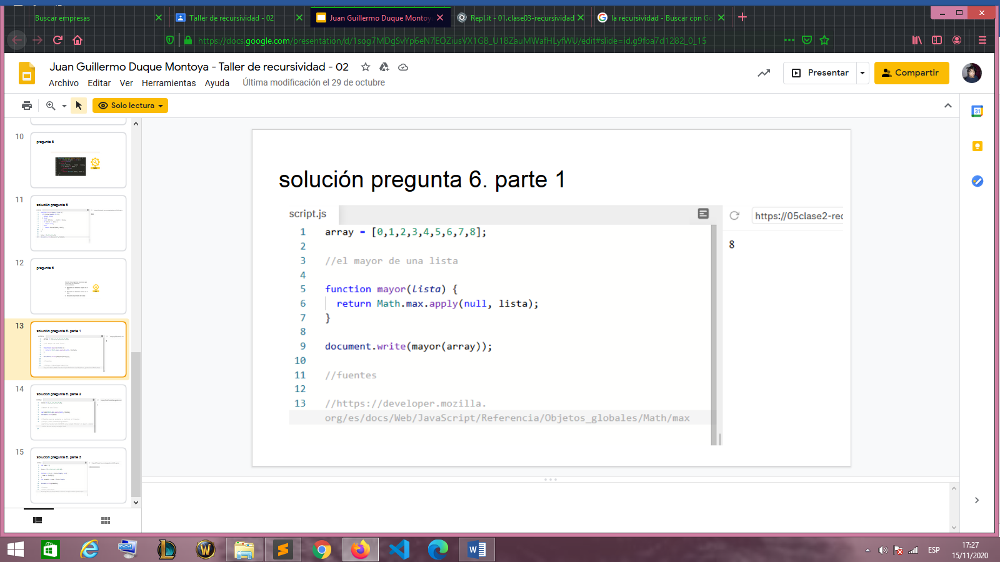 Buscar empresas
Taller de recursividad - 02
Juan Guillermo Duque Montoy
Repl.it - 01.clase03-recursividad
la recursividad - Buscar con Go
https://docs.google.com/presentation/d/1sog7MDgSvYp6eN7EOZiusVX1G8_U18ZauMWafHLyfWU/edit#slide=id.g9fba7d1282_0_15
Juan Guillermo Duque Montoya - Taller de recursividad - 02
Archivo Editar Ver Herramientas Ayuda Última modificación el 29 de octubre
Presentar
Compartir
Solo lectura
31
10
pregunta 5
11
solución pregunta 5
12
pregunta 6
13
solución pregunta 6. parte 1
14
solución pregunta 6. parte 2
15
solución pregunta 6. parte 3
solución pregunta 6. parte 1
script.js
https://05clase2-rec
8
1 array = [0,1,2,3,4,5,6,7,8];
2
3 //el mayor de una lista
4
5 function mayor(lista) {
6 return Math.max.apply(null, lista);
7 }
8
9 document.write(mayor(array));
10
11 //fuentes
12
13 //https://developer.mozilla.
org/es/docs/Web/JavaScript/Referencia/Objetos_globales/Math/max
ESP
17:27
15/11/2020